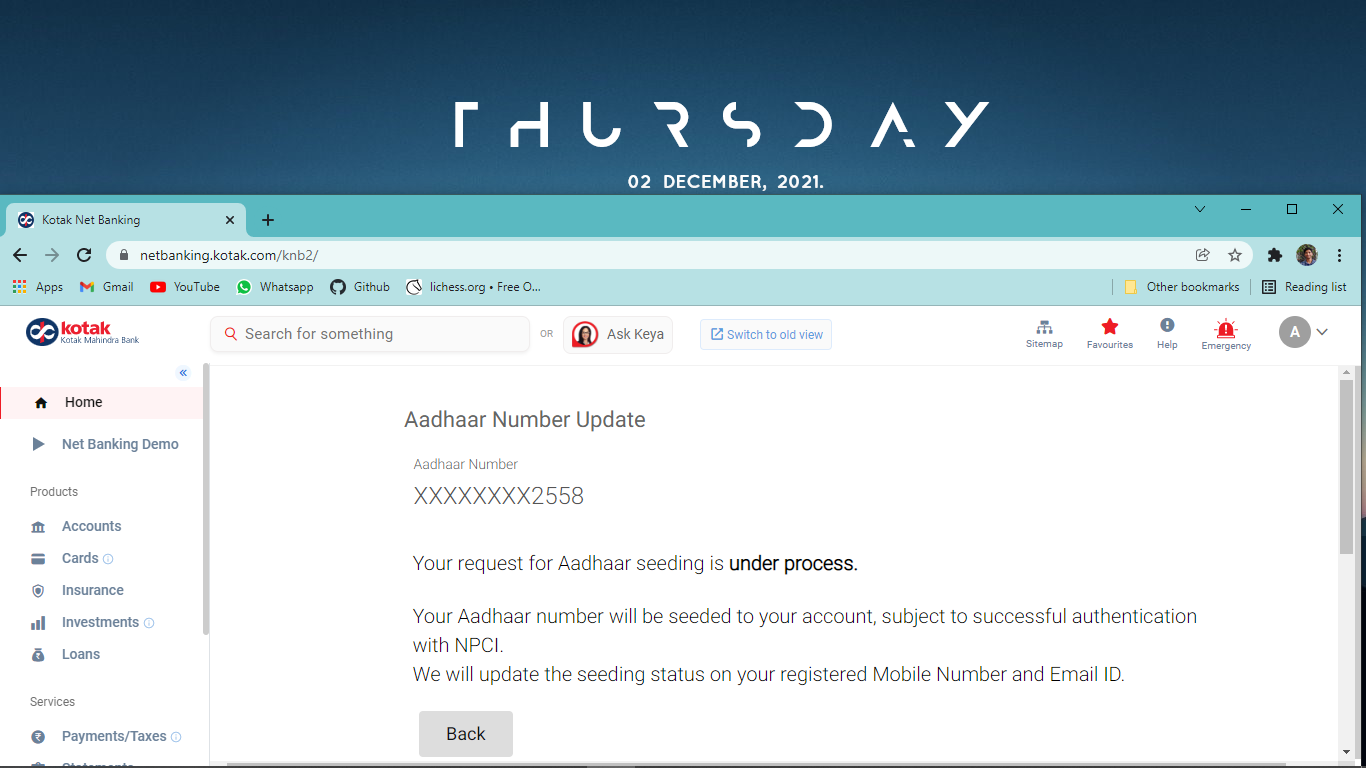 THURSDAY
02 DECEMBER, 2021.
Kotak Net Banking
netbanking.kotak.com/knb2/
Apps Gmail YouTube Whatsapp Github lichess.org • Free O... Other bookmarks Reading list
kotak
Kotak Mahindra Bank
Search for something
OR
Ask Keya
Switch to old view
Sitemap
Favourites
Help
Emergency
A
«
Home
Net Banking Demo
Products
Accounts
Cards
Insurance
Investments
Loans
Services
Payments/Taxes
Statements
Aadhaar Number Update
Aadhaar Number
XXXXXXXX2558
Your request for Aadhaar seeding is under process.
Your Aadhaar number will be seeded to your account, subject to successful authentication
with NPCI.
We will update the seeding status on your registered Mobile Number and Email ID.
Back